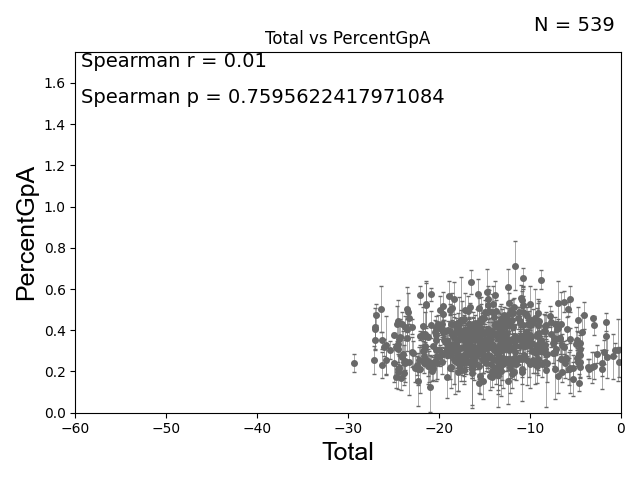 N = 539
Total vs PercentGpA
Spearman r = 0.01
Spearman p = 0.7595622417971084
PercentGpA
1.6
1.4
1.2
1.0
0.8
0.6
0.4
0.2
0.0
−60 −50 −40 −30 −20 −10 0
Total